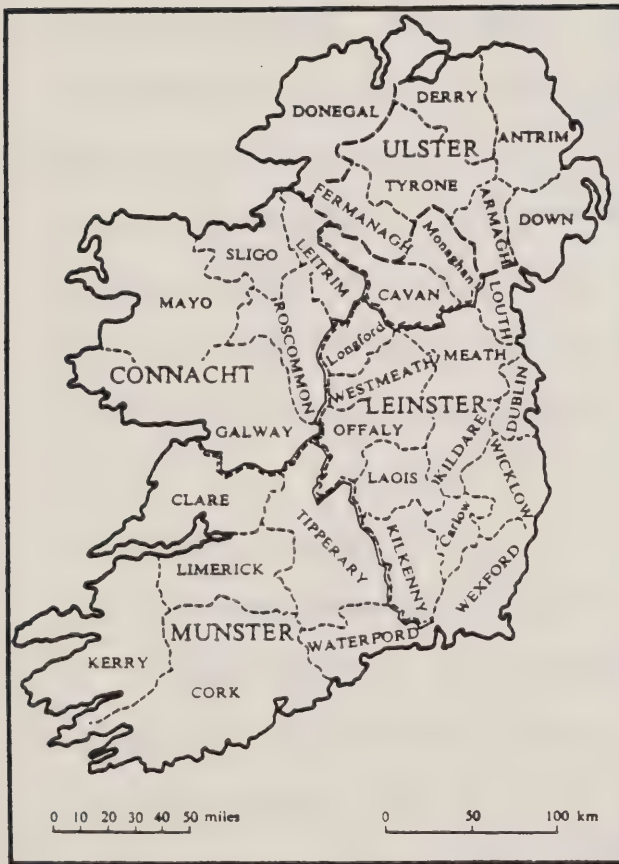 DONEGAL
DERRY
ULSTER
ANTRIM
TYRONE
FERMANAGH
Monaghan
ARMAGH
DOWN
SLIGO
LEITRIM
CAVAN
LOUTH
MAYO
ROSCOMMON
Longford
MEATH
CONNACHT
WESTMEATH
LEINSTER
DUBLIN
GALWAY
OFFALY
KILDARE
WICKLOW
LAOIS
CLARE
Carlow
TIPPERARY
KILKENNY
LIMERICK
WEXFORD
MUNSTER
WATERFORD
KERRY
CORK
0 10 20 30 40 50 miles
0 50 100 km